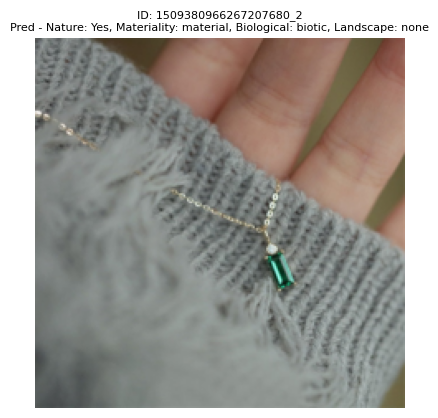 ID: 1509380966267207680_2
Pred - Nature: Yes, Materiality: material, Biological: biotic, Landscape: none